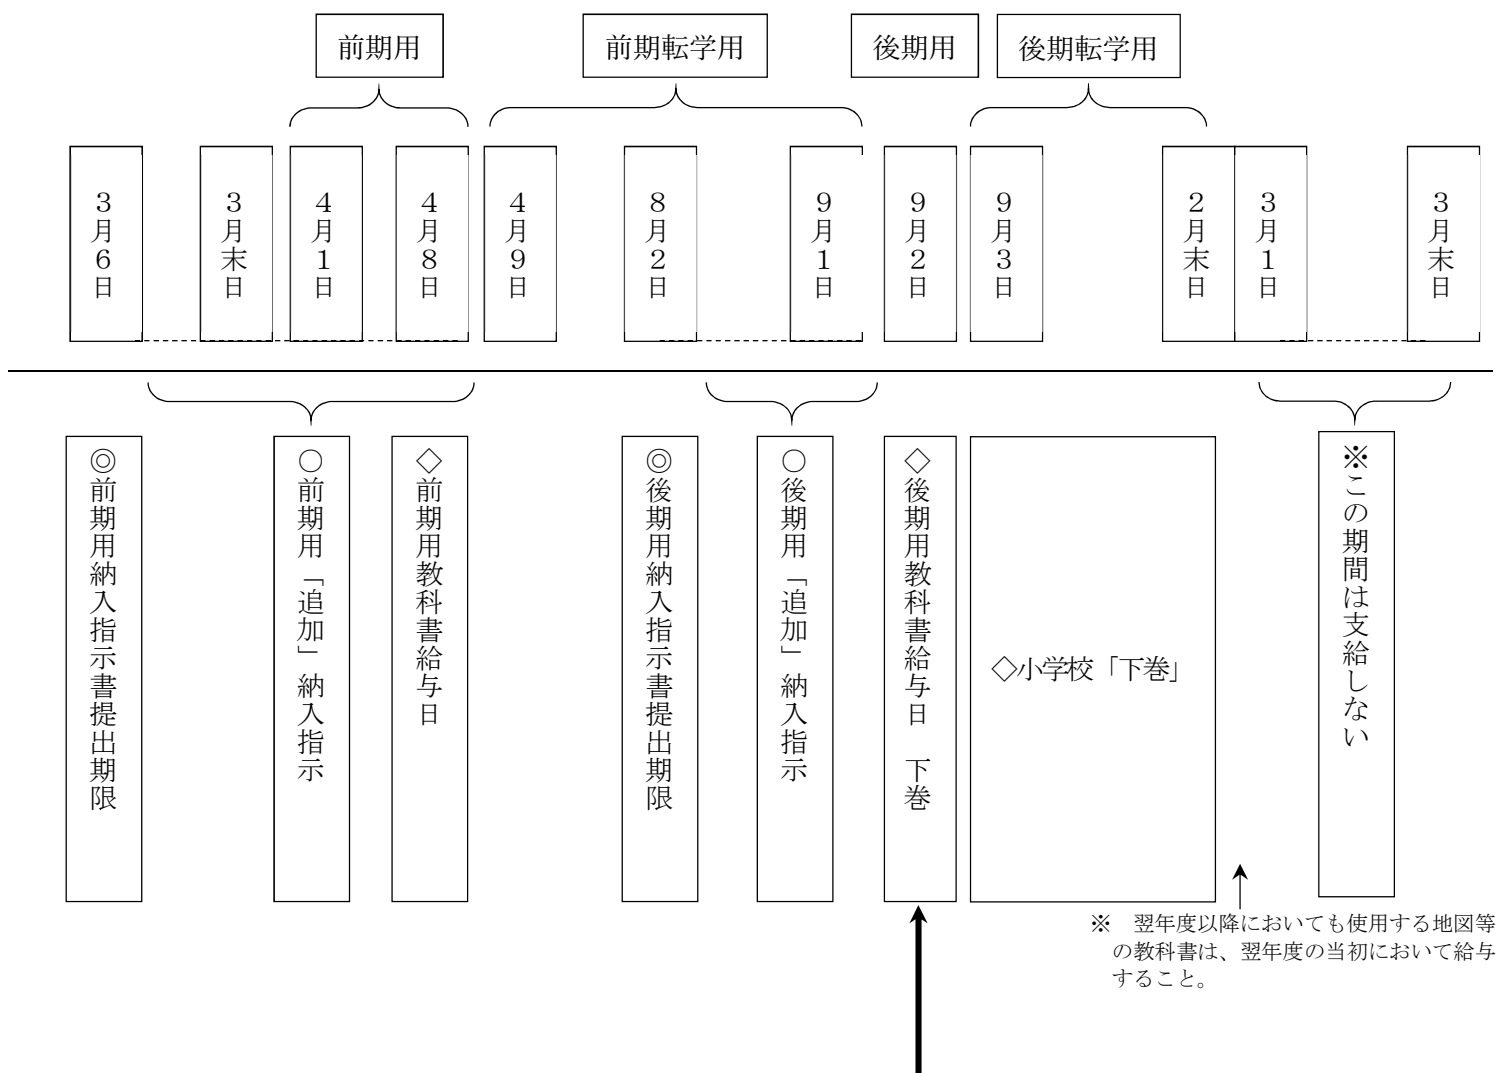 前期用
前期転学用
後期用
後期転学用
3月6日
3月末日
4月1日
4月8日
4月9日
8月2日
9月1日
9月2日
9月3日
2月末日
3月1日
3月末日
◎前期用納入指示書提出期限
○前期用「追加」納入指示
◇前期用教科書給与日
◎後期用納入指示書提出期限
○後期用「追加」納入指示
◇後期用教科書給与日 下巻
◇小学校「下巻」
※この期間は支給しない
※ 翌年度以降においても使用する地図等
の教科書は、翌年度の当初において給与
すること。